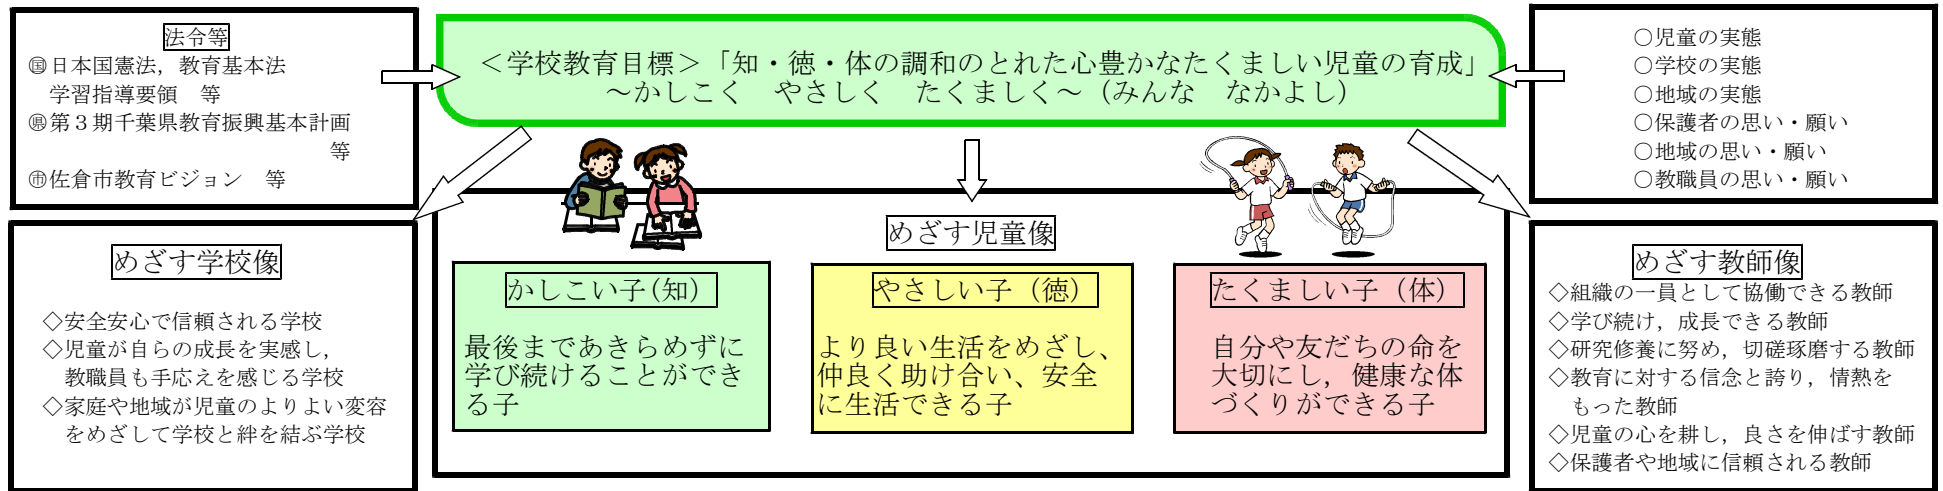 法令等
㊩日本国憲法，教育基本法
学習指導要領　等
第３期千葉県教育振興基本計画
等
佐倉市教育ビジョン　等
＜学校教育目標＞「知・徳・体の調和のとれた心豊かなたくましい児童の育成」
～かしこく　やさしく　たくましく～（みんな　なかよし）
○児童の実態
○学校の実態
○地域の実態
○保護者の思い・願い
○地域の思い・願い
○教職員の思い・願い
めざす学校像
◇安全安心で信頼される学校
◇児童が自らの成長を実感し，
教職員も手応えを感じる学校
◇家庭や地域が児童のよりよい変容
をめざして学校と絆を結ぶ学校
めざす児童像
かしこい子（知）
最後まであきらめずに
学び続けることができ
る子
やさしい子（徳）
より良い生活をめざし、
仲良く助け合い、安全
に生活できる子
たくましい子（体）
自分や友だちの命を
大切にし，健康な体
づくりができる子
めざす教師像
◇組織の一員として協働できる教師
◇学び続け，成長できる教師
◇研究修養に努め，切磋琢磨する教師
◇教育に対する信念と誇り，情熱を
もった教師
◇児童の心を耕し，良さを伸ばす教師
◇保護者や地域に信頼される教師